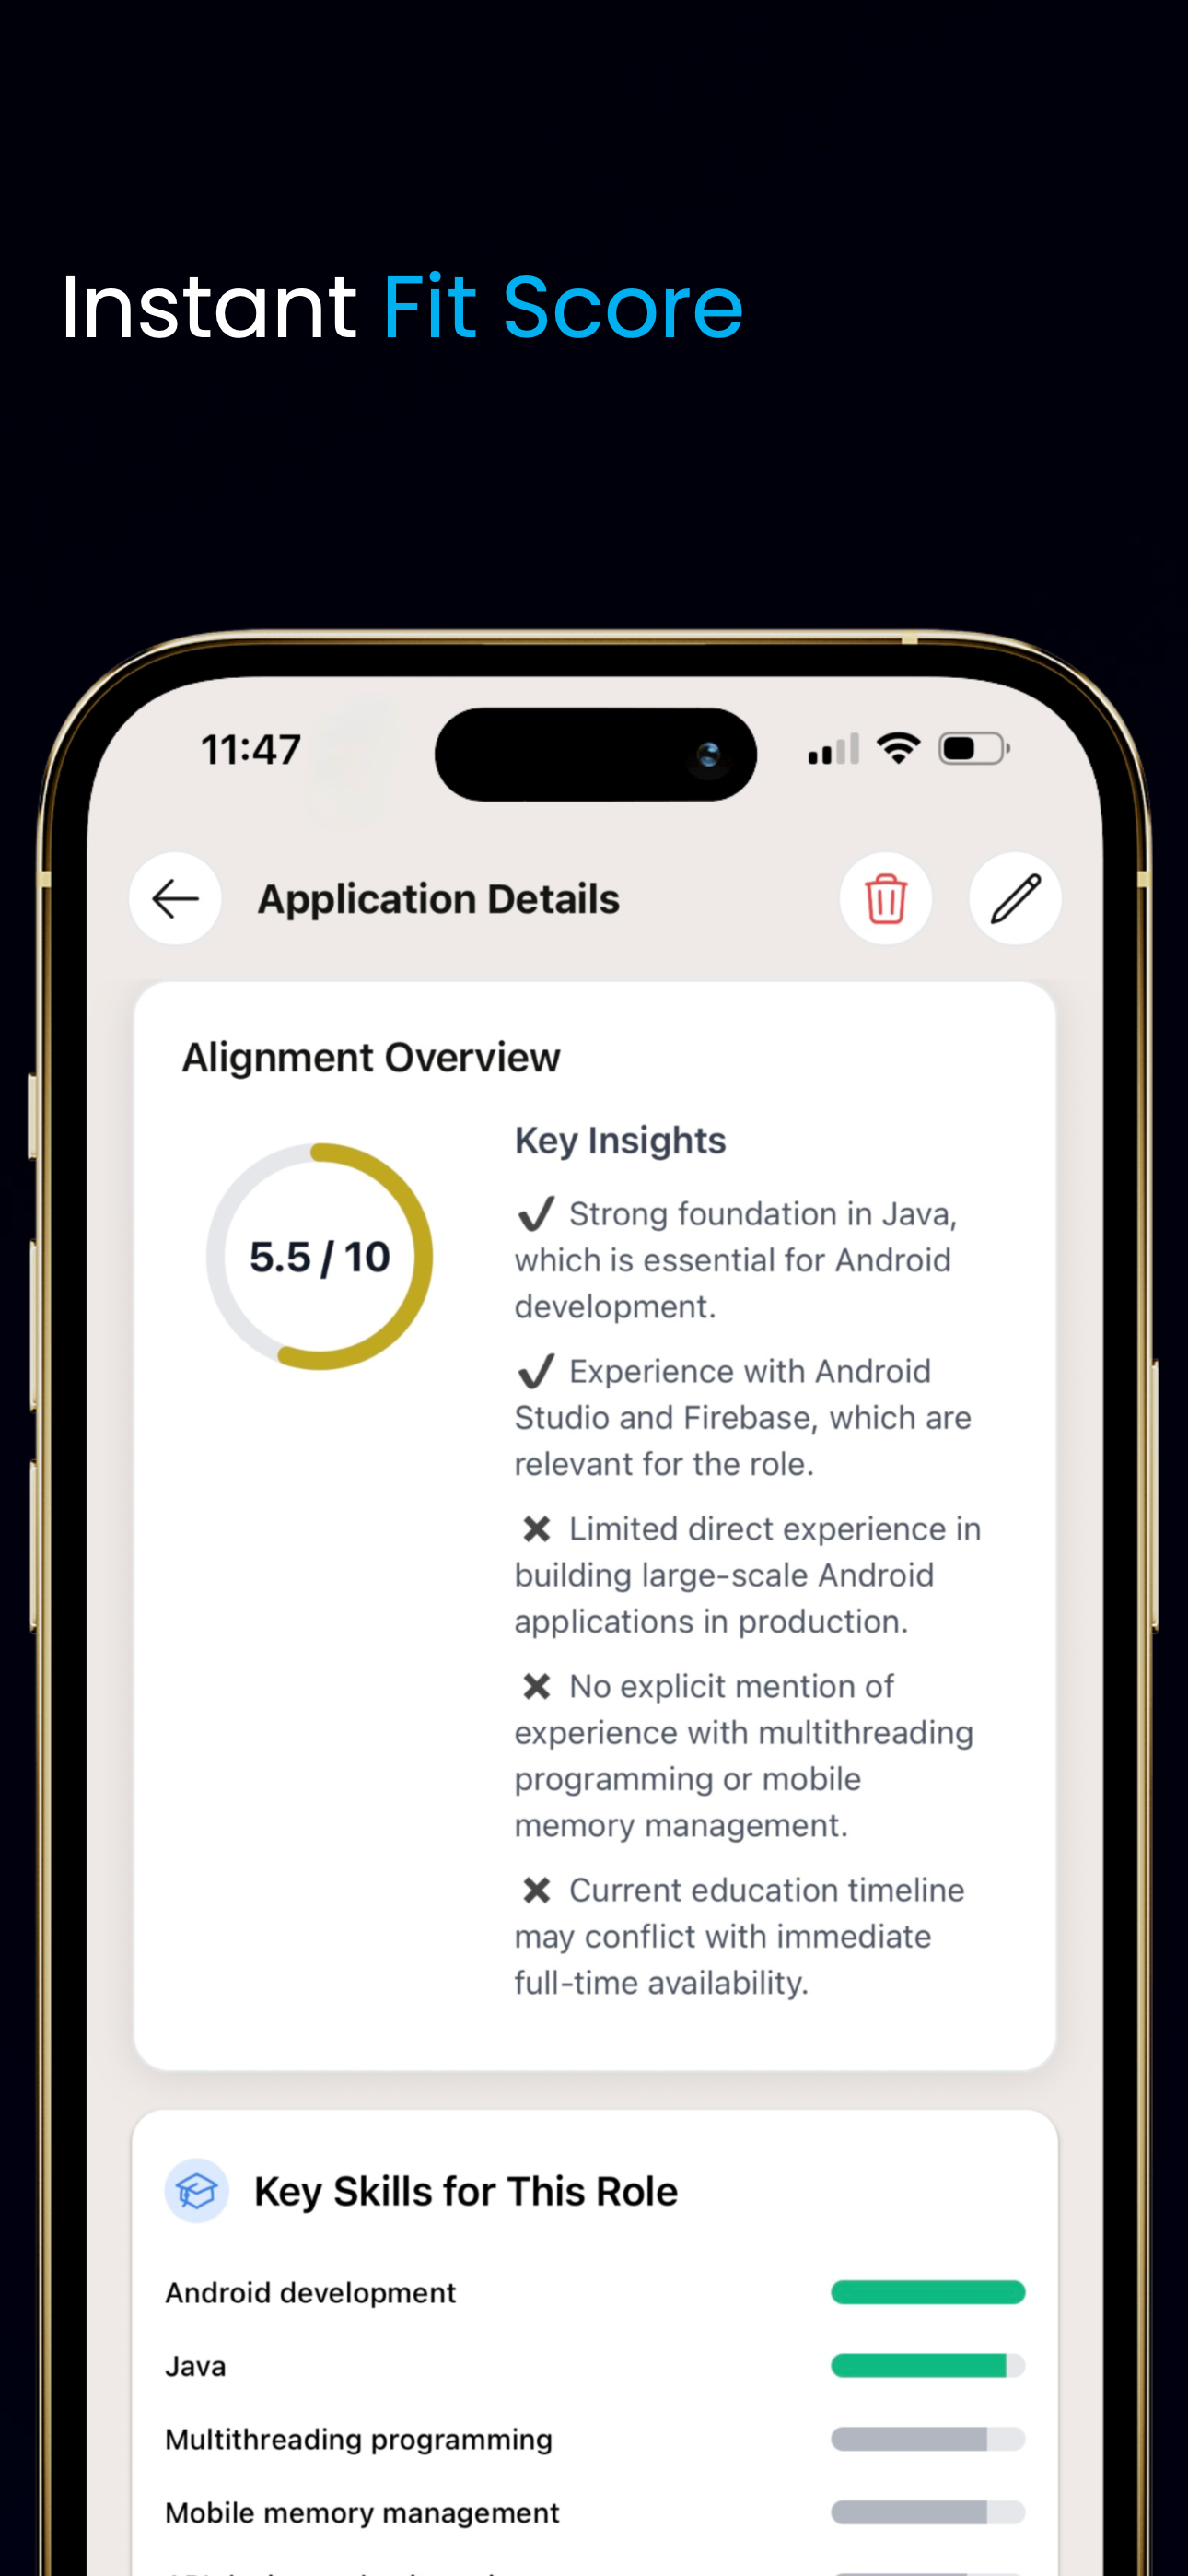 Instant Fit Score
11:47
Application Details
Alignment Overview
5.5 / 10
Key Insights
✔ Strong foundation in Java,
which is essential for Android
development.
✔ Experience with Android
Studio and Firebase, which are
relevant for the role.
✖ Limited direct experience in
building large-scale Android
applications in production.
✖ No explicit mention of
experience with multithreading
programming or mobile
memory management.
✖ Current education timeline
may conflict with immediate
full-time availability.
Key Skills for This Role
Android development
Java
Multithreading programming
Mobile memory management